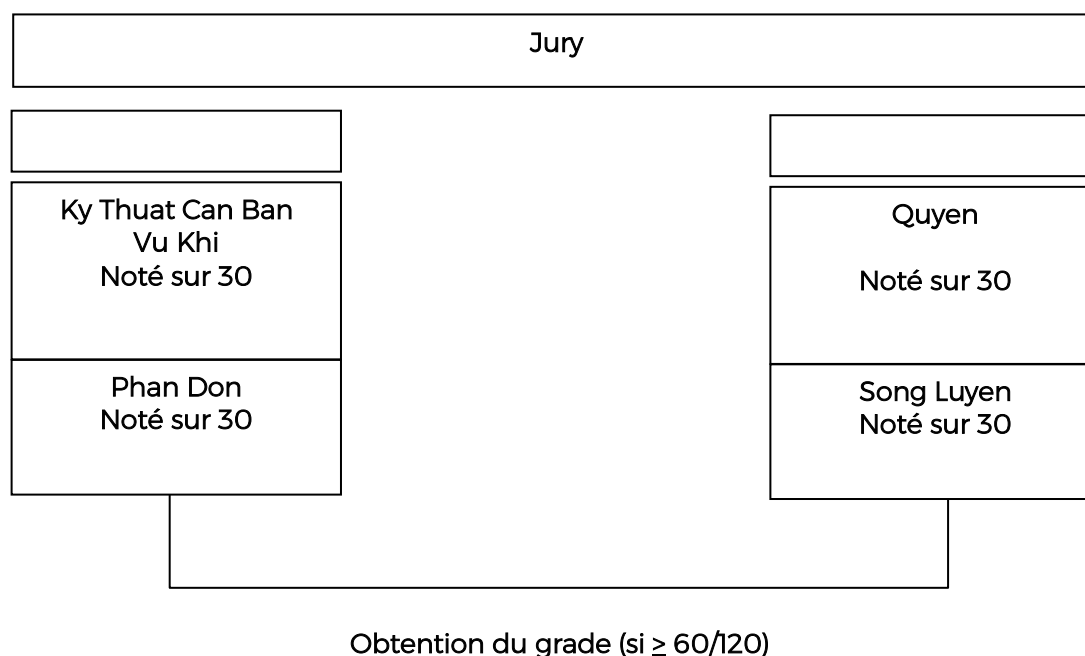 Jury
Ky Thuat Can Ban
Vu Khi
Noté sur 30
Phan Don
Noté sur 30
Quyen
Noté sur 30
Song Luyen
Noté sur 30
Obtention du grade (si ≥ 60/120)